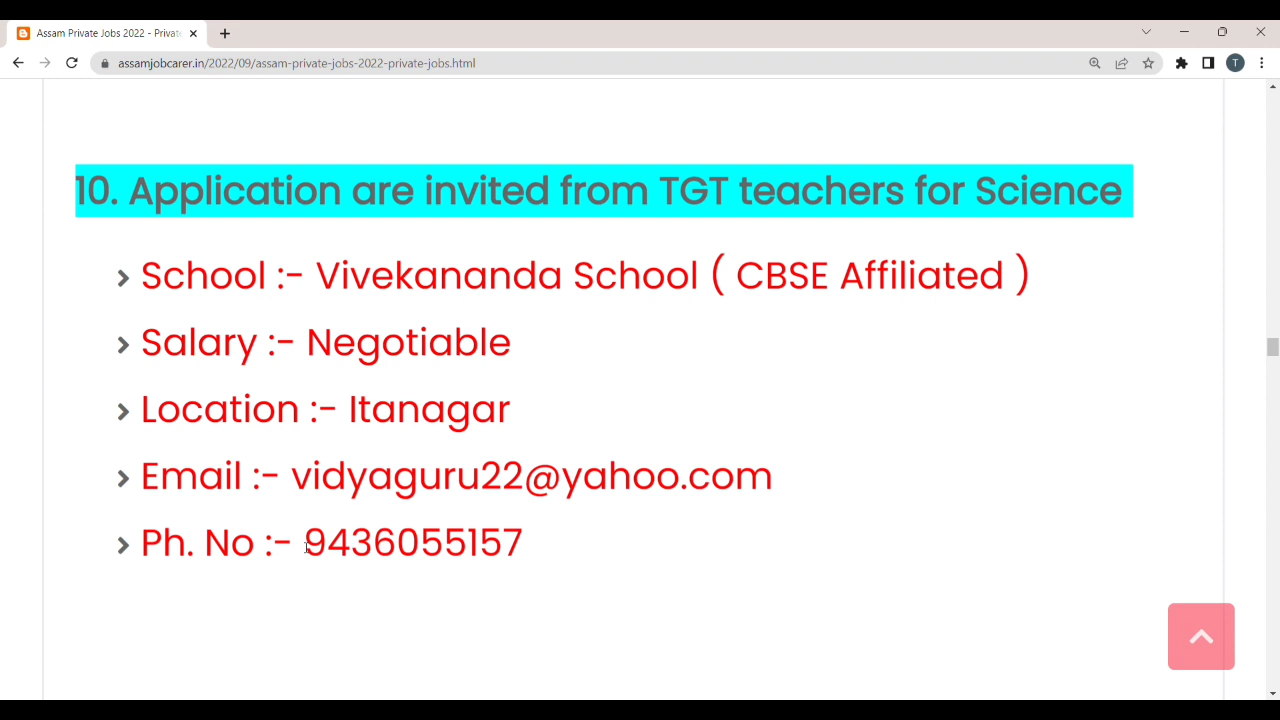 Assam Private Jobs 2022 - Private
assamjobcarer.in/2022/09/assam-private-jobs-2022-private-jobs.html
T
10. Application are invited from TGT teachers for Science
School :- Vivekananda School ( CBSE Affiliated )
Salary :- Negotiable
Location :- Itanagar
Email :- vidyaguru22@yahoo.com
Ph. No :- 9436055157